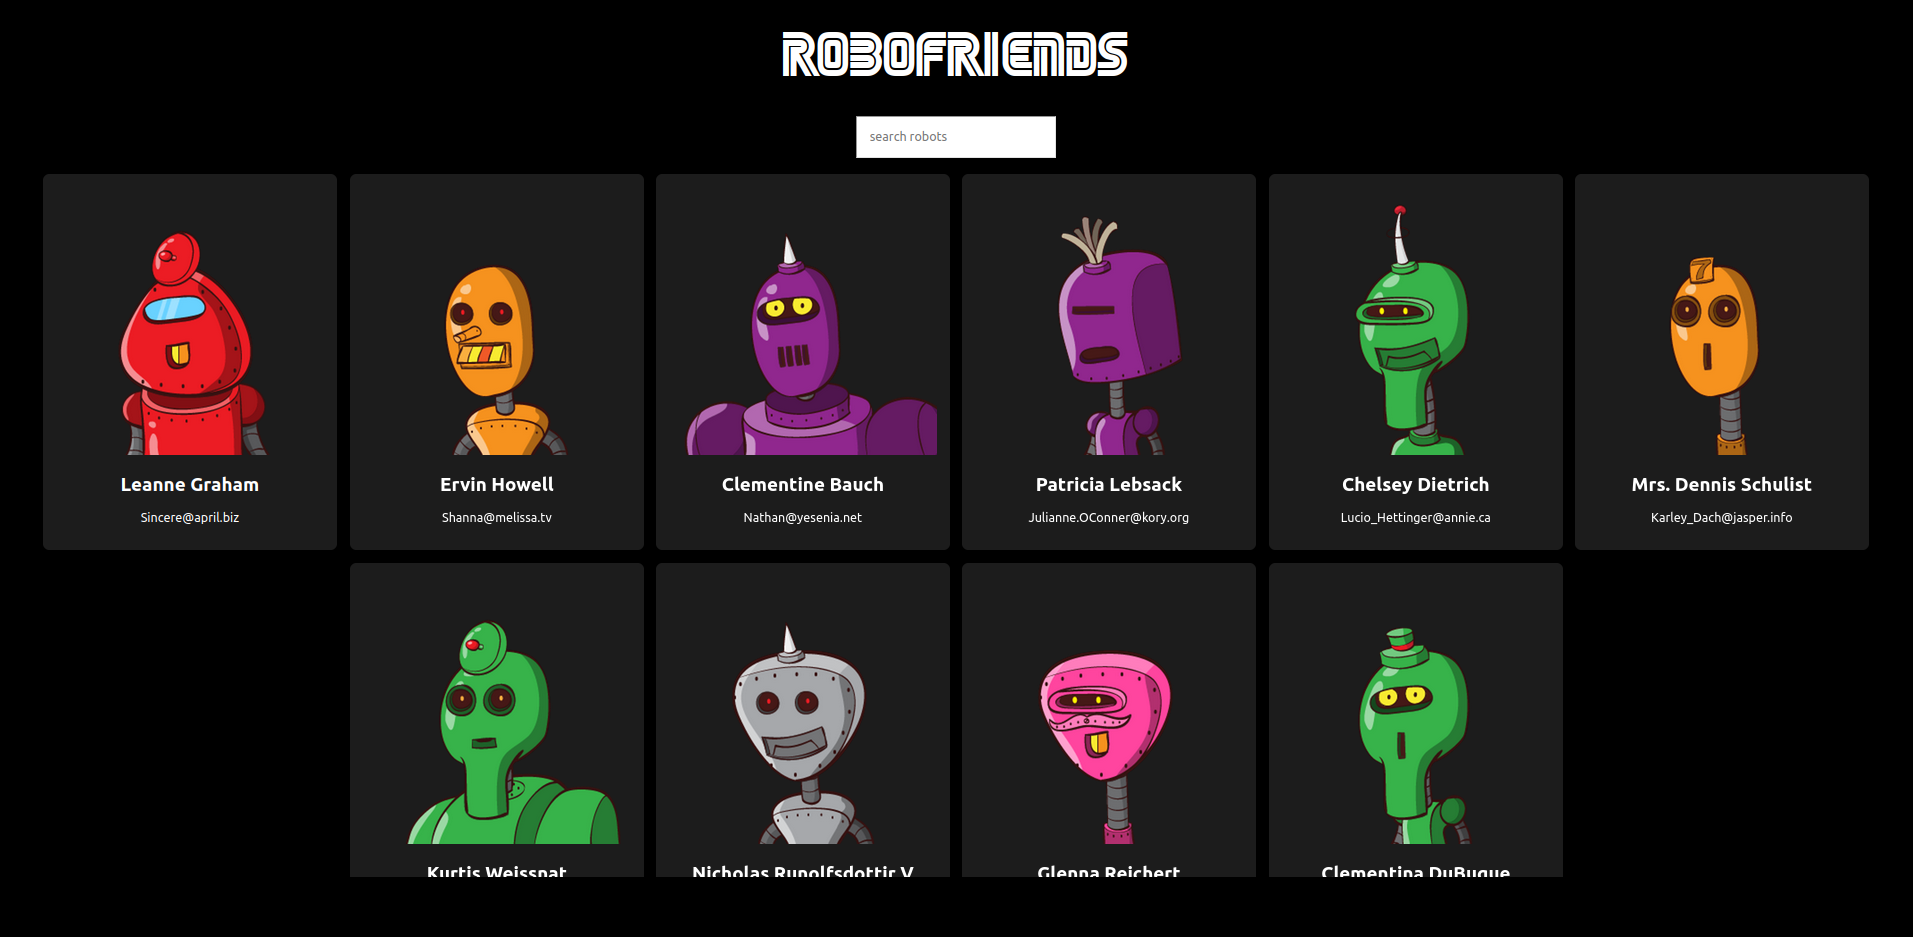 ROBOFRIENDS
search robots
7
Leanne Graham
Sincere@april.biz
Ervin Howell
Shanna@melissa.tv
Clementine Bauch
Nathan@yesenia.net
Patricia Lebsack
Julianne.OConner@kory.org
Chelsey Dietrich
Lucio_Hettinger@annie.ca
Mrs. Dennis Schulist
Karley_Dach@jasper.info
Kurtis Weissnat
Nicholas Runolfsdottir V
Glenna Reichert
Clementina DuBuque